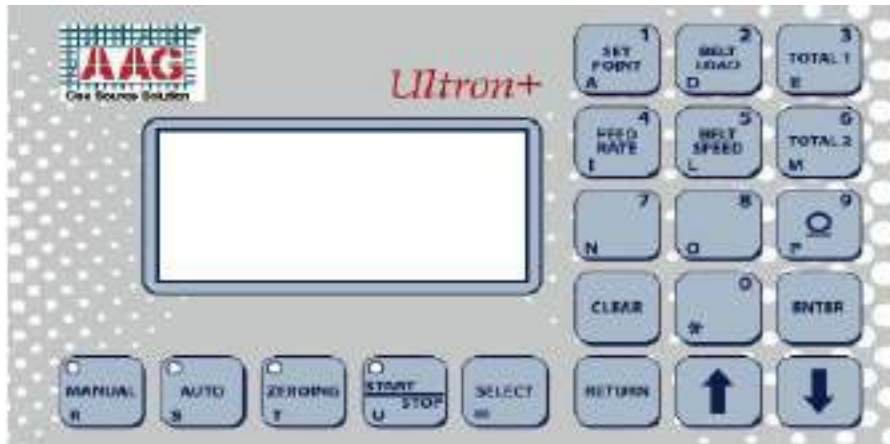 AAG
One Source Solution
Ultron+
1
SET
POINT
A
2
BELT
LOAD
D
3
TOTAL 1
E
4
FEED
RATE
I
5
BELT
SPEED
L
6
TOTAL 2
M
7
N
8
O
9
P
CLEAR
0
*
ENTER
MANUAL
R
AUTO
S
ZEROING
T
START
STOP
U
SELECT
=
RETURN